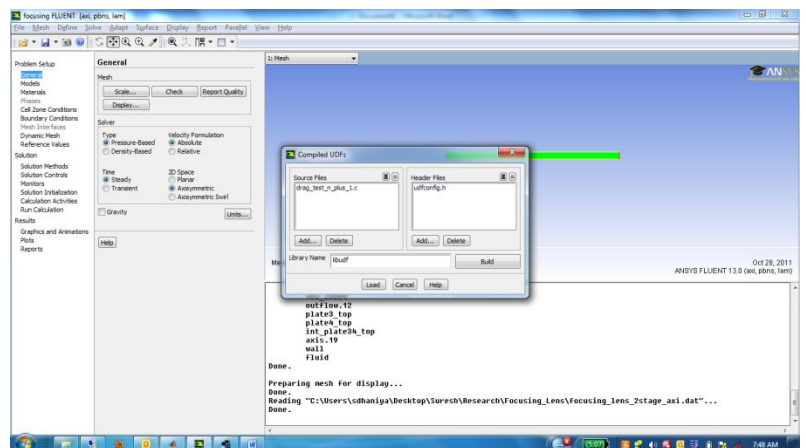 focusing FLUENT [axi, pbns, lam]
File Mesh Define Solve Adapt Surface Display Report Parallel View Help
Problem Setup
General
Models
Materials
Phases
Cell Zone Conditions
Boundary Conditions
Mesh Interfaces
Dynamic Mesh
Reference Values
Solution
Solution Methods
Solution Controls
Monitors
Solution Initialization
Calculation Activities
Run Calculation
Results
Graphics and Animations
Plots
Reports
General
Mesh
Scale... Check Report Quality
Display...
Solver
Type Velocity Formulation
Pressure-Based Absolute
Density-Based Relative
Time 2D Space
Steady Planar
Transient Axisymmetric
Axisymmetric Swirl
Gravity Units...
Help
1: Mesh
ANSYS
Compiled UDFs
Source Files Header Files
drag_test_n_plus_1.c udfconfig.h
Add... Delete Add... Delete
Library Name libudf Build
Load Cancel Help
Oct 28, 2011
ANSYS FLUENT 13.0 (axi, pbns, lam)
outflow.12
plate3_top
plate4_top
int_plate34_top
axis.19
wall
fluid
Done.
Preparing mesh for display...
Done.
Reading "C:\Users\sdhaniya\Desktop\Suresh\Research\Focusing_Lens\focusing_lens_2stage_axi.dat"...
Done.
(5:07) 7:48 AM